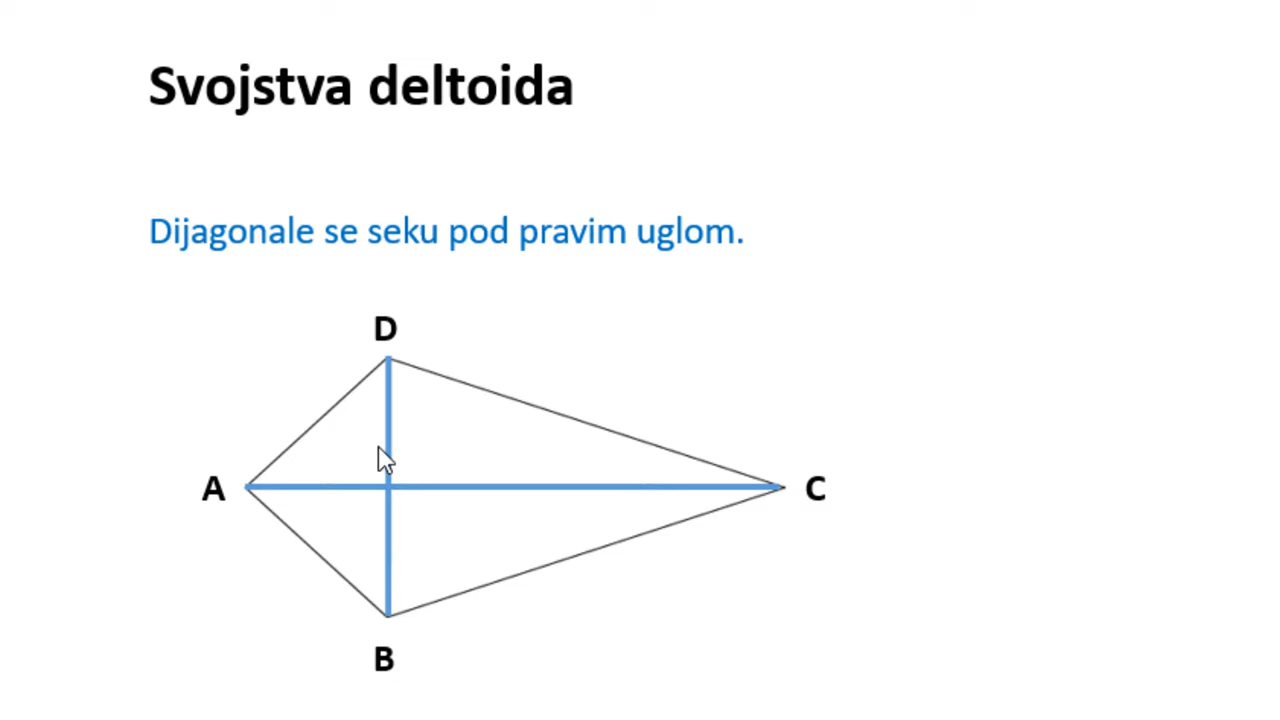 Svojstva deltoida
Dijagonale se seku pod pravim uglom.
D
A
C
B